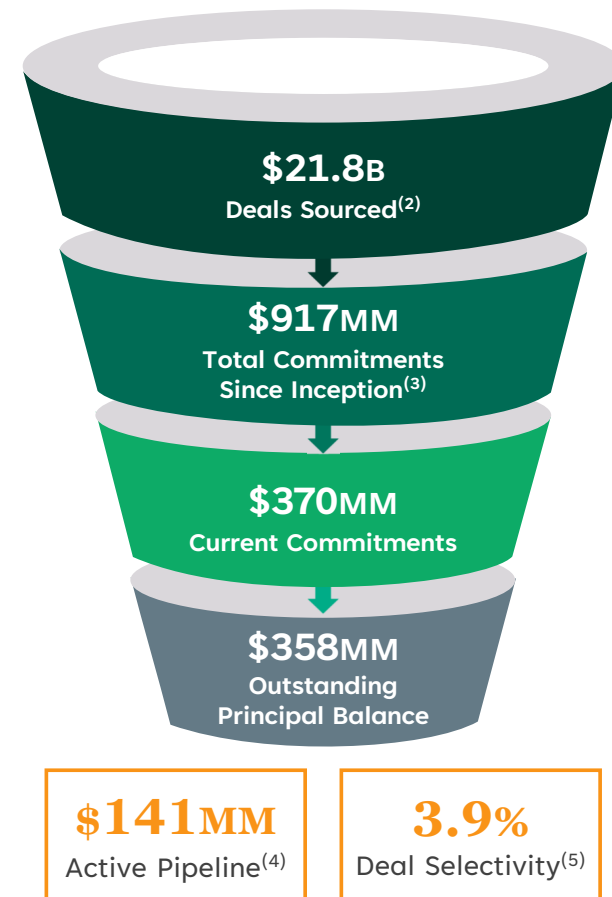 $21.8B
Deals Sourced(2)
$917MM
Total Commitments
Since Inception(3)
$370MM
Current Commitments
$358MM
Outstanding
Principal Balance
$141MM
Active Pipeline(4)
3.9%
Deal Selectivity(5)